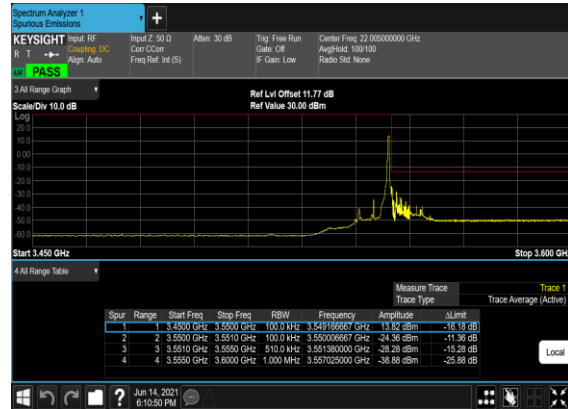 Spectrum Analyzer 1
Spurious Emissions
+
KEYSIGHT Input: RF Input Z: 50 Ω Atten: 30 dB Trig: Free Run Center Freq: 22.005000000 GHz
R T Coupling: DC Corr CCorr Gate: Off Avg|Hold: 100/100
Align: Auto Freq Ref: Int (S) IF Gain: Low Radio Std: None
PASS
3 All Range Graph
Ref Lvl Offset 11.77 dB
Scale/Div 10.0 dB Ref Value 30.00 dBm
Log
20.0
10.0
0.00
-10.0
-20.0
-30.0
-40.0
-50.0
-60.0
Start 3.450 GHz Stop 3.600 GHz
4 All Range Table
Measure Trace Trace 1
Trace Type Trace Average (Active)
Spur Range Start Freq Stop Freq RBW Frequency Amplitude ΔLimit
1 1 3.4500 GHz 3.5500 GHz 100.0 kHz 3.549166667 GHz 13.82 dBm -16.18 dB
2 2 3.5500 GHz 3.5510 GHz 100.0 kHz 3.550006667 GHz -24.36 dBm -11.36 dB
3 3 3.5510 GHz 3.5550 GHz 510.0 kHz 3.551380000 GHz -28.28 dBm -15.28 dB
4 4 3.5550 GHz 3.6000 GHz 1.000 MHz 3.557025000 GHz -38.88 dBm -25.88 dB
Local
? Jun 14, 2021
6:10:50 PM